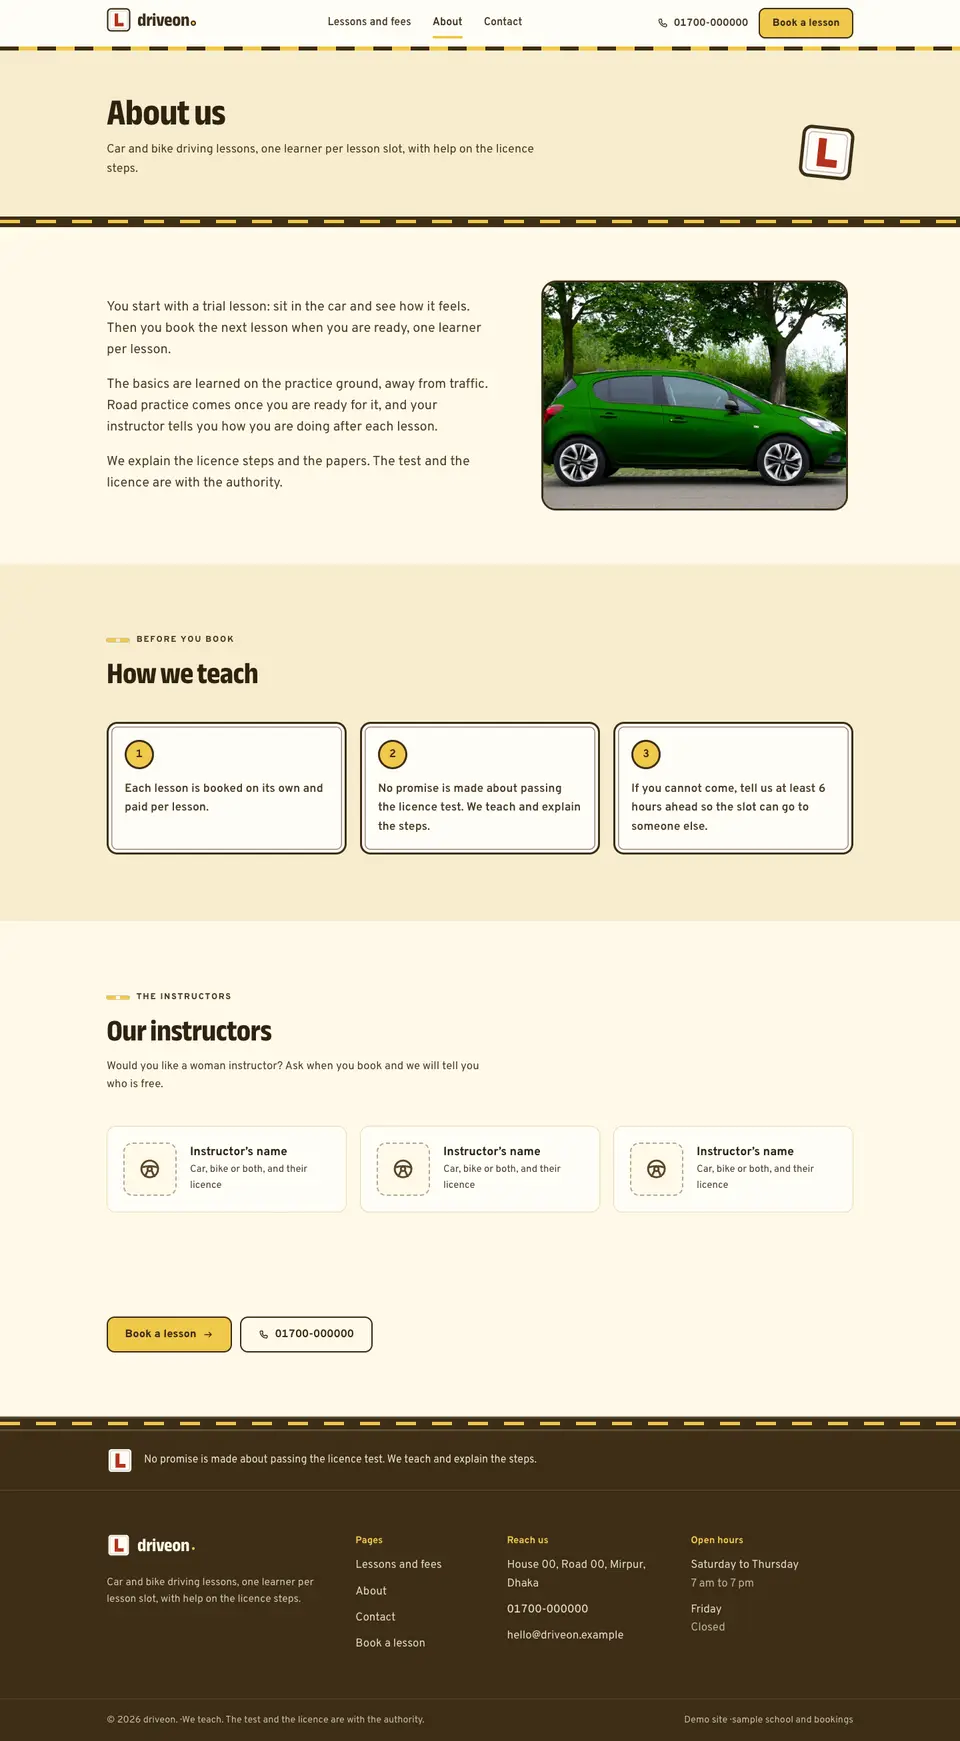 L driveon
Lessons and fees
About
Contact
01700-000000
Book a lesson
About us
Car and bike driving lessons, one learner per lesson slot, with help on the licence
steps.
L
You start with a trial lesson: sit in the car and see how it feels.
Then you book the next lesson when you are ready, one learner
per lesson.
The basics are learned on the practice ground, away from traffic.
Road practice comes once you are ready for it, and your
instructor tells you how you are doing after each lesson.
We explain the licence steps and the papers. The test and the
licence are with the authority.
BEFORE YOU BOOK
How we teach
1
Each lesson is booked on its own and
paid per lesson.
2
No promise is made about passing
the licence test. We teach and explain
the steps.
3
If you cannot come, tell us at least 6
hours ahead so the slot can go to
someone else.
THE INSTRUCTORS
Our instructors
Would you like a woman instructor? Ask when you book and we will tell you
who is free.
Instructor's name
Car, bike or both, and their
licence
Instructor's name
Car, bike or both, and their
licence
Instructor's name
Car, bike or both, and their
licence
Book a lesson →
01700-000000
L
No promise is made about passing the licence test. We teach and explain the steps.
L driveon.
Car and bike driving lessons, one learner per
lesson slot, with help on the licence steps.
Pages
Lessons and fees
About
Contact
Book a lesson
Reach us
House 00, Road 00, Mirpur,
Dhaka
01700-000000
hello@driveon.example
Open hours
Saturday to Thursday
7 am to 7 pm
Friday
Closed
© 2026 driveon. ·We teach. The test and the licence are with the authority.
Demo site ·sample school and bookings